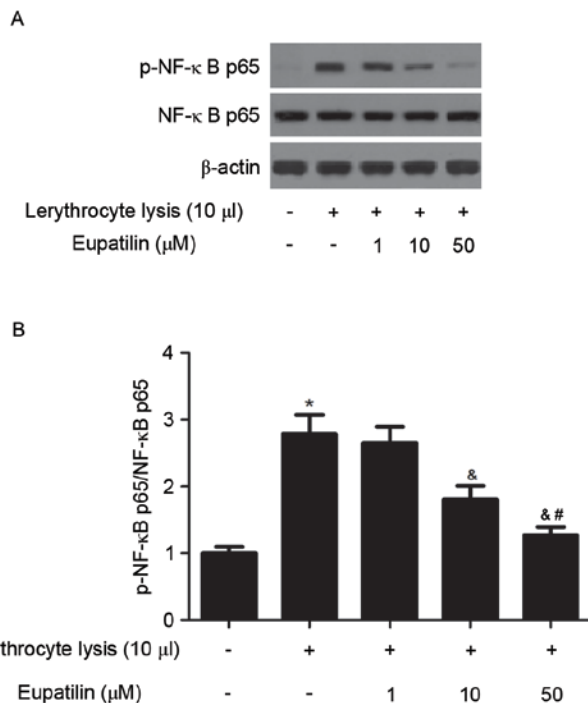 A
p-NF-κ B p65
NF-κ B p65
β-actin
Lerythrocyte lysis (10 μl) - + + + +
Eupatilin (μM) - - 1 10 50
B
p-NF-κB p65/NF-κB p65
4
3
2
1
0
*
&
& #
throcyte lysis (10 μl) - + + + +
Eupatilin (μM) - - 1 10 50